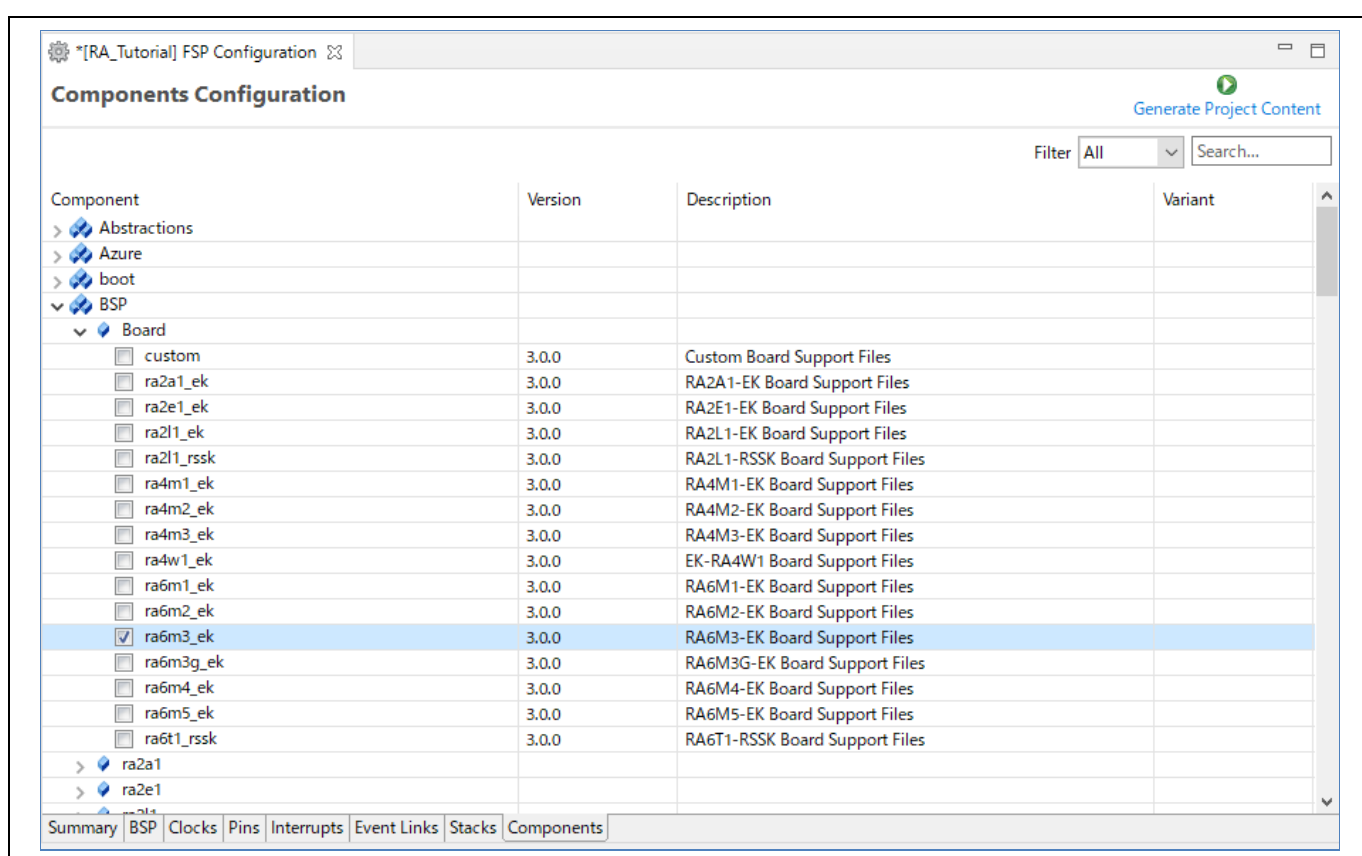 *[RA_Tutorial] FSP Configuration
Components Configuration
Generate Project Content
Filter All Search...
Component Version Description Variant
Abstractions
Azure
boot
BSP
Board
custom 3.0.0 Custom Board Support Files
ra2a1_ek 3.0.0 RA2A1-EK Board Support Files
ra2e1_ek 3.0.0 RA2E1-EK Board Support Files
ra2l1_ek 3.0.0 RA2L1-EK Board Support Files
ra2l1_rssk 3.0.0 RA2L1-RSSK Board Support Files
ra4m1_ek 3.0.0 RA4M1-EK Board Support Files
ra4m2_ek 3.0.0 RA4M2-EK Board Support Files
ra4m3_ek 3.0.0 RA4M3-EK Board Support Files
ra4w1_ek 3.0.0 EK-RA4W1 Board Support Files
ra6m1_ek 3.0.0 RA6M1-EK Board Support Files
ra6m2_ek 3.0.0 RA6M2-EK Board Support Files
ra6m3_ek 3.0.0 RA6M3-EK Board Support Files
ra6m3g_ek 3.0.0 RA6M3G-EK Board Support Files
ra6m4_ek 3.0.0 RA6M4-EK Board Support Files
ra6m5_ek 3.0.0 RA6M5-EK Board Support Files
ra6t1_rssk 3.0.0 RA6T1-RSSK Board Support Files
ra2a1
ra2e1
ra2l1
Summary BSP Clocks Pins Interrupts Event Links Stacks Components